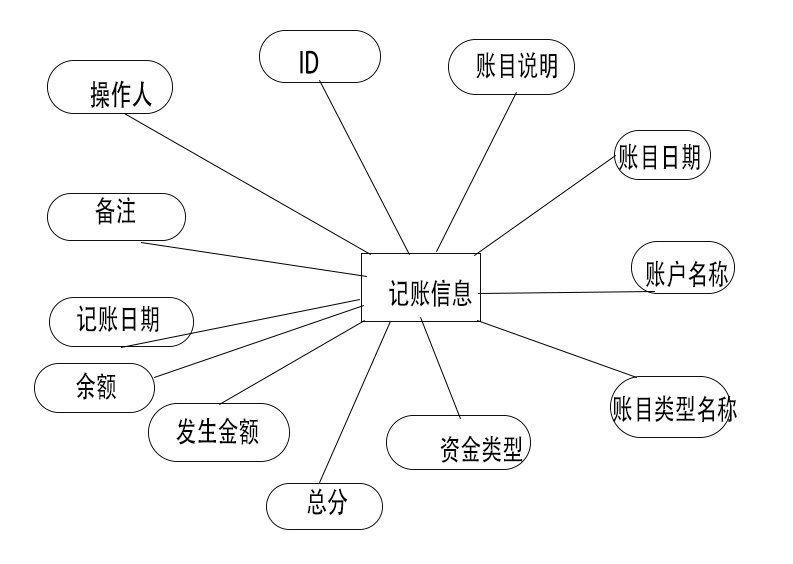 ID
账目说明
操作人
账目日期
备注
账户名称
记账信息
记账日期
余额
账目类型名称
发生金额
资金类型
总分